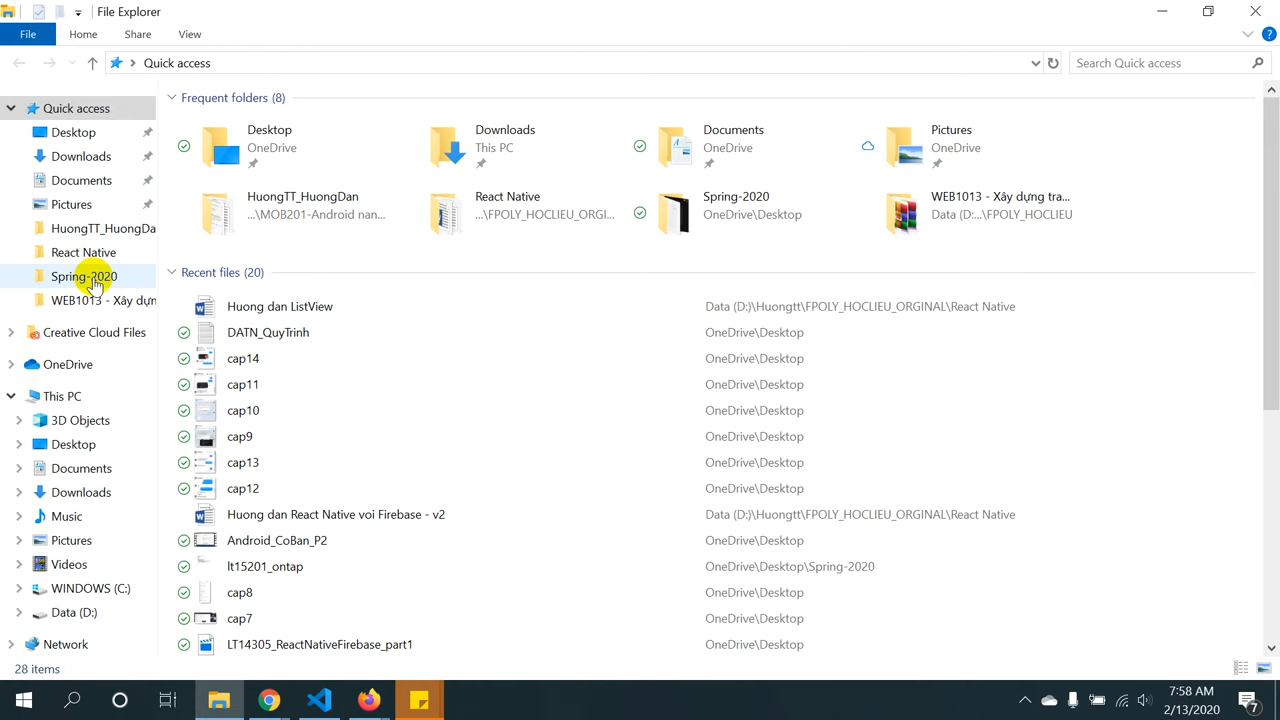 File Explorer
File Home Share View
Quick access Search Quick access
Quick access
Desktop
Downloads
Documents
Pictures
HuongTT_HuongDa
React Native
Spring-2020
WEB1013 - Xây dựn
Creative Cloud Files
OneDrive
This PC
3D Objects
Desktop
Documents
Downloads
Music
Pictures
Videos
WINDOWS (C:)
Data (D:)
Network
Frequent folders (8)
Desktop
OneDrive
Downloads
This PC
Documents
OneDrive
Pictures
OneDrive
HuongTT_HuongDan
...\MOB201-Android nan...
React Native
...\FPOLY_HOCLIEU_ORGI...
Spring-2020
OneDrive\Desktop
WEB1013 - Xây dựng tra...
Data (D:...\FPOLY_HOCLIEU
Recent files (20)
Huong dan ListView Data (D:)\Huongtt\FPOLY_HOCLIEU_ORGINAL\React Native
DATN_QuyTrinh OneDrive\Desktop
cap14 OneDrive\Desktop
cap11 OneDrive\Desktop
cap10 OneDrive\Desktop
cap9 OneDrive\Desktop
cap13 OneDrive\Desktop
cap12 OneDrive\Desktop
Huong dan React Native voi Firebase - v2 Data (D:)\Huongtt\FPOLY_HOCLIEU_ORGINAL\React Native
Android_CoBan_P2 OneDrive\Desktop
lt15201_ontap OneDrive\Desktop\Spring-2020
cap8 OneDrive\Desktop
cap7 OneDrive\Desktop
LT14305_ReactNativeFirebase_part1 OneDrive\Desktop
28 items
7:58 AM
2/13/2020
7